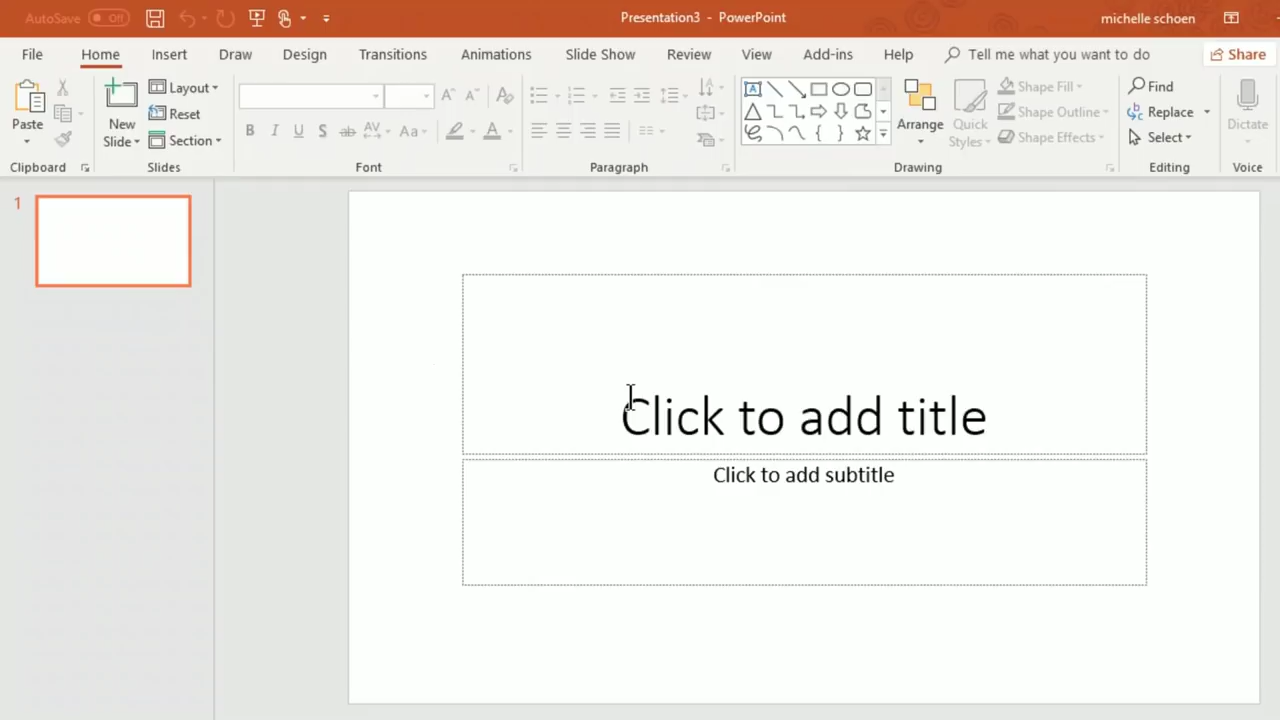 AutoSave Off Presentation3 - PowerPoint michelle schoen
File Home Insert Draw Design Transitions Animations Slide Show Review View Add-ins Help Tell me what you want to do Share
Paste
New Slide
Layout
Reset
Section
B I U S ab AV Aa A
Arrange
Quick Styles
Shape Fill
Shape Outline
Shape Effects
Find
Replace
Select
Dictate
Clipboard Slides Font Paragraph Drawing Editing Voice
1
Click to add title
Click to add subtitle